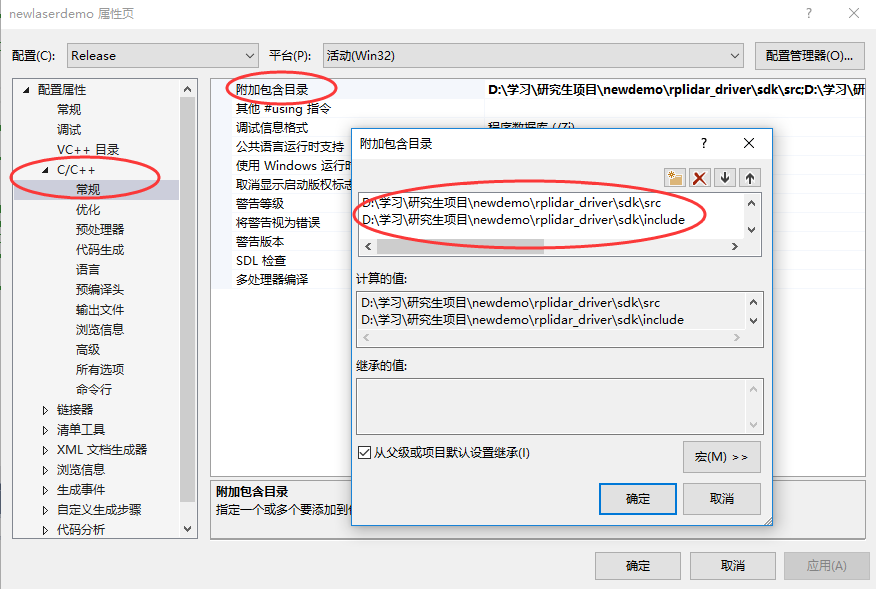 newlaserdemo 属性页
配置(C):
Release
平台(P):
活动(Win32)
配置管理器(O)...
配置属性
常规
调试
VC++ 目录
C/C++
常规
优化
预处理器
代码生成
语言
预编译头
输出文件
浏览信息
高级
所有选项
命令行
链接器
清单工具
XML 文档生成器
浏览信息
生成事件
自定义生成步骤
代码分析
附加包含目录
D:\学习\研究生项目\newdemo\rplidar_driver\sdk\src;D:\学习\研
其他 #using 指令
调试信息格式
程序数据库 (/Zi)
公共语言运行时支持
使用 Windows 运行时
取消显示启动版权标志
警告等级
将警告视为错误
警告版本
SDL 检查
多处理器编译
附加包含目录
D:\学习\研究生项目\newdemo\rplidar_driver\sdk\src
D:\学习\研究生项目\newdemo\rplidar_driver\sdk\include
计算的值:
D:\学习\研究生项目\newdemo\rplidar_driver\sdk\src
D:\学习\研究生项目\newdemo\rplidar_driver\sdk\include
继承的值:
从父级或项目默认设置继承(I)
宏(M) >>
确定
取消
附加包含目录
指定一个或多个要添加到
确定
取消
应用(A)